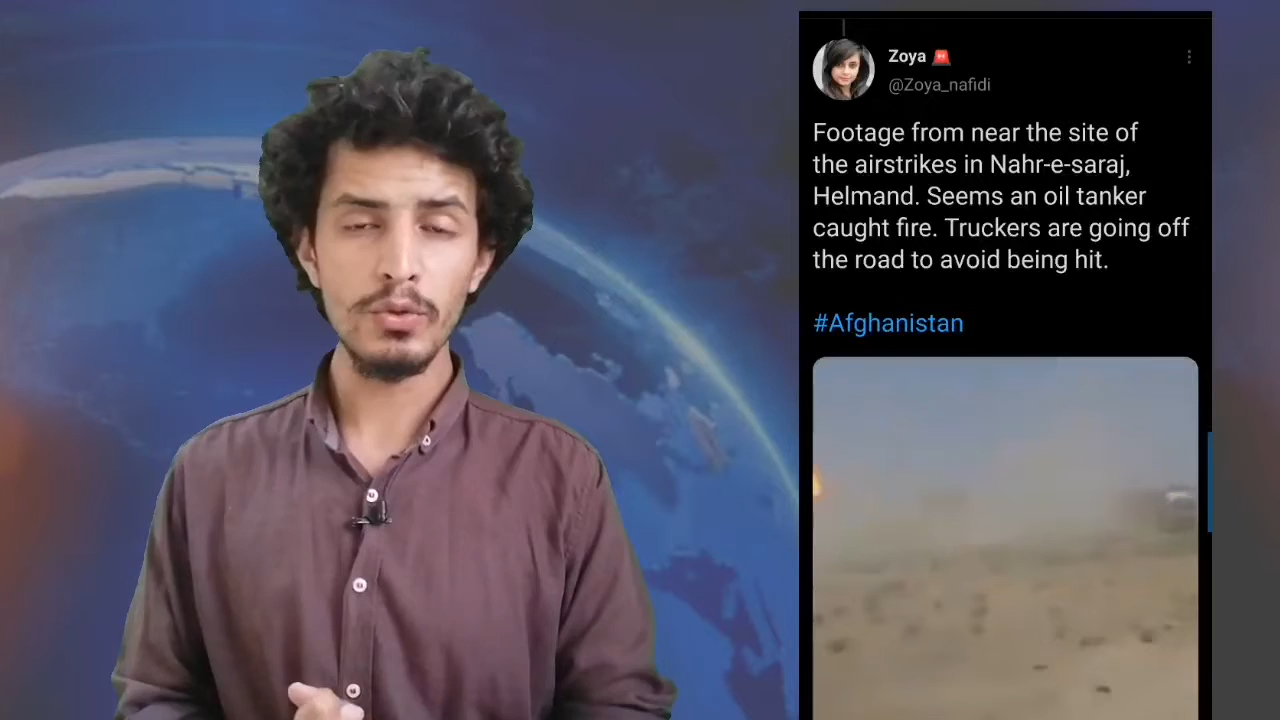 Zoya 🚨
@Zoya_nafidi
Footage from near the site of
the airstrikes in Nahr-e-saraj,
Helmand. Seems an oil tanker
caught fire. Truckers are going off
the road to avoid being hit.
#Afghanistan